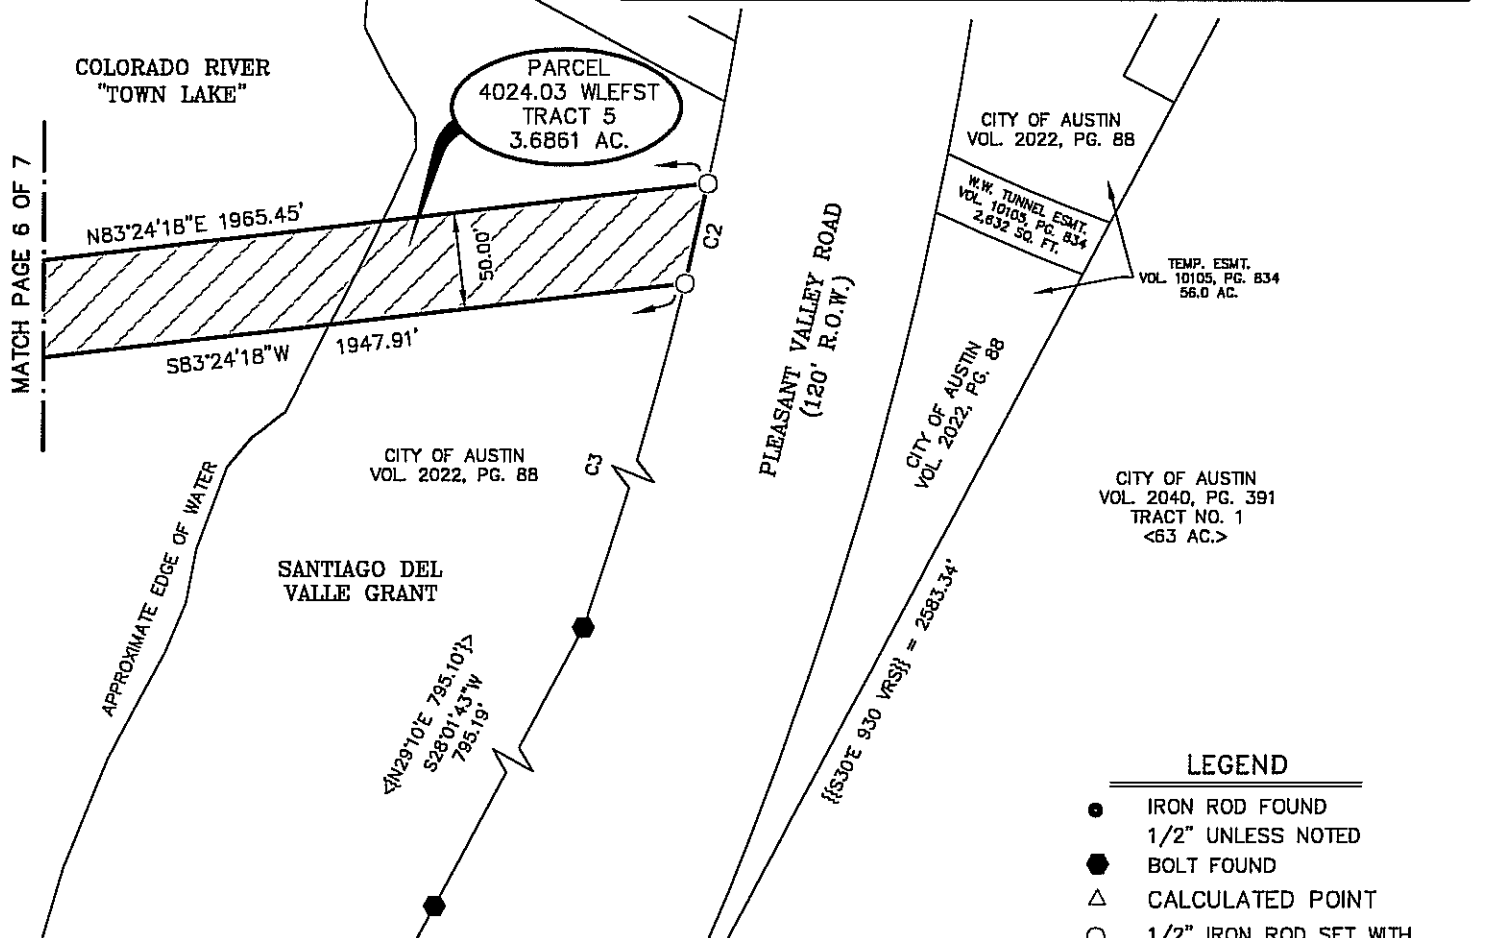 COLORADO RIVER
"TOWN LAKE"
PARCEL
4024.03 WLEFST
TRACT 5
3.6861 AC.
MATCH PAGE 6 OF 7
N83°24'18"E 1965.45'
50.00'
C2
S83°24'18"W 1947.91'
CITY OF AUSTIN
VOL. 2022, PG. 88
W.W. TUNNEL ESMT.
VOL. 10105, PG. 834
2,632 SQ. FT.
TEMP. ESMT.
VOL. 10105, PG. 834
56.0 AC.
PLEASANT VALLEY ROAD
(120' R.O.W.)
CITY OF AUSTIN
VOL. 2022, PG. 88
CITY OF AUSTIN
VOL. 2022, PG. 88
C3
CITY OF AUSTIN
VOL. 2040, PG. 391
TRACT NO. 1
<63 AC.>
APPROXIMATE EDGE OF WATER
SANTIAGO DEL
VALLE GRANT
N29°10'E 795.10'
S28°01'43"W
795.19'
{{S30°E 930 VRS}} = 2583.34'
LEGEND
IRON ROD FOUND
1/2" UNLESS NOTED
BOLT FOUND
CALCULATED POINT
1/2" IRON ROD SET WITH